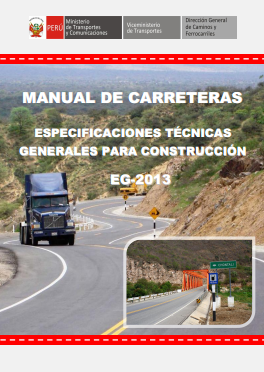 PERÚ
Ministerio
de Transportes
y Comunicaciones
Viceministerio
de Transportes
Dirección General
de Caminos y
Ferrocarriles
MANUAL DE CARRETERAS
ESPECIFICACIONES TÉCNICAS
GENERALES PARA CONSTRUCCIÓN
EG-2013